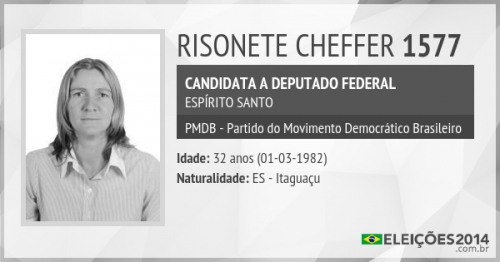 RISONETE CHEFFER 1577
CANDIDATA A DEPUTADO FEDERAL
ESPÍRITO SANTO
PMDB - Partido do Movimento Democrático Brasileiro
Idade: 32 anos (01-03-1982)
Naturalidade: ES - Itaguaçu
ELEIÇÕES2014
.com.br